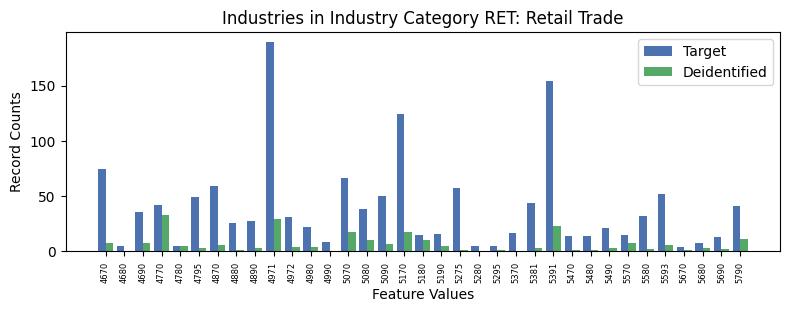 Industries in Industry Category RET: Retail Trade
Target
Deidentified
Record Counts
150
100
50
0
4670 4680 4690 4770 4780 4795 4870 4880 4890 4971 4972 4980 4990 5070 5080 5090 5170 5180 5190 5275 5280 5295 5370 5381 5391 5470 5480 5490 5570 5580 5593 5670 5680 5690 5790
Feature Values